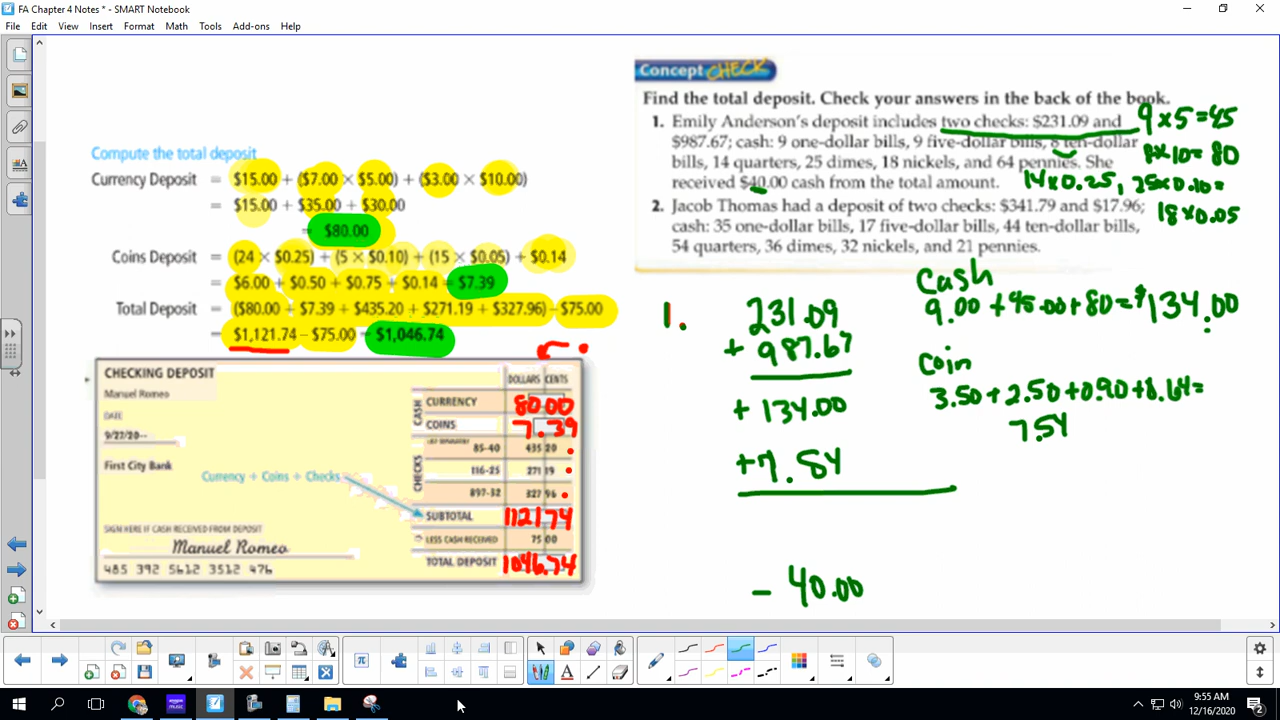 FA Chapter 4 Notes * - SMART Notebook
File Edit View Insert Format Math Tools Add-ons Help
Compute the total deposit
Currency Deposit = $15.00 + ($7.00 × $5.00) + ($3.00 × $10.00)
= $15.00 + $35.00 + $30.00
= $80.00
Coins Deposit = (24 × $0.25) + (5 × $0.10) + (15 × $0.05) + $0.14
= $6.00 + $0.50 + $0.75 + $0.14 = $7.39
Total Deposit = ($80.00 + $7.39 + $435.20 + $271.19 + $327.96) - $75.00
= $1,121.74 - $75.00 = $1,046.74
CHECKING DEPOSIT
Manuel Romeo
DATE
9/27/20--
First City Bank
Currency + Coins + Checks
SIGN HERE IF CASH RECEIVED FROM DEPOSIT
Manuel Romeo
485 392 5612 3512 476
DOLLARS CENTS
CASH
CURRENCY 80.00
COINS 7.39
CHECKS
85-40 435 20
116-25 271 19
897-32 327 96
SUBTOTAL 1121 74
LESS CASH RECEIVED 75 00
TOTAL DEPOSIT 1046.74
Concept CHECK
Find the total deposit. Check your answers in the back of the book.
1. Emily Anderson's deposit includes two checks: $231.09 and
$987.67; cash: 9 one-dollar bills, 9 five-dollar bills, 8 ten-dollar
bills, 14 quarters, 25 dimes, 18 nickels, and 64 pennies. She
received $40.00 cash from the total amount.
2. Jacob Thomas had a deposit of two checks: $341.79 and $17.96;
cash: 35 one-dollar bills, 17 five-dollar bills, 44 ten-dollar bills,
54 quarters, 36 dimes, 32 nickels, and 21 pennies.
9×5=45
8×10=80
14×0.25, 25×0.10=
18×0.05
1.
231.09
+ 987.67
+ 134.00
+7.54
- 40.00
Cash
9.00 +45.00+80=$134.00
Coin
3.50+2.50+0.90+0.64=
7.54
9:55 AM
12/16/2020
2